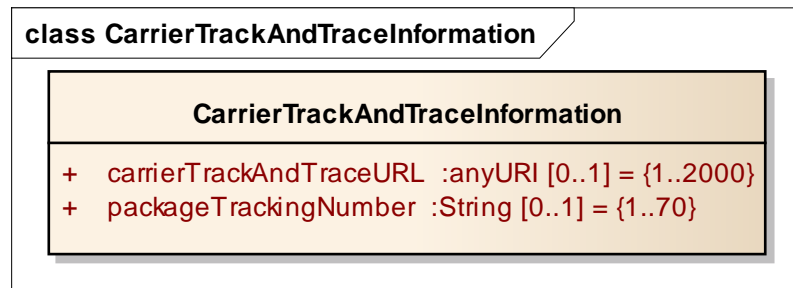 class CarrierTrackAndTraceInformation
CarrierTrackAndTraceInformation
+ carrierTrackAndTraceURL :anyURI [0..1] = {1..2000}
+ packageTrackingNumber :String [0..1] = {1..70}